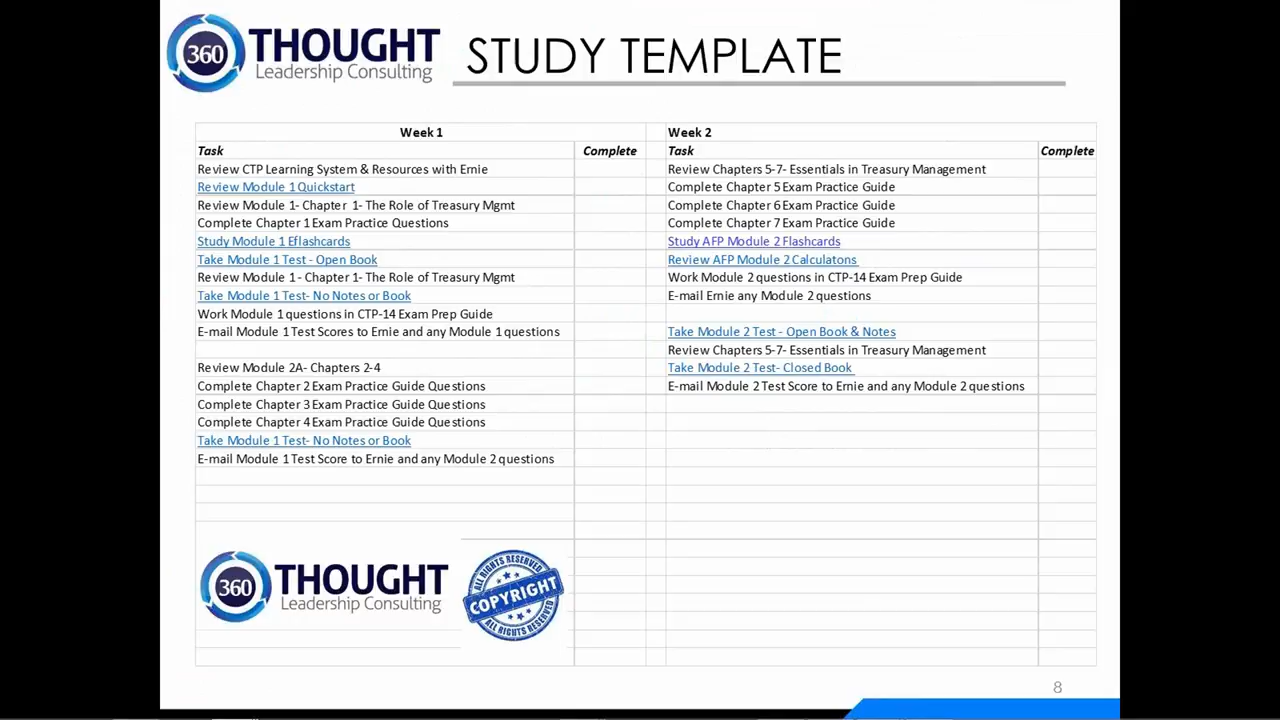 360 THOUGHT
Leadership Consulting
STUDY TEMPLATE
Week 1
Task Complete
Review CTP Learning System & Resources with Ernie
Review Module 1 Quickstart
Review Module 1- Chapter 1- The Role of Treasury Mgmt
Complete Chapter 1 Exam Practice Questions
Study Module 1 Eflashcards
Take Module 1 Test - Open Book
Review Module 1 - Chapter 1- The Role of Treasury Mgmt
Take Module 1 Test- No Notes or Book
Work Module 1 questions in CTP-14 Exam Prep Guide
E-mail Module 1 Test Scores to Ernie and any Module 1 questions
Review Module 2A- Chapters 2-4
Complete Chapter 2 Exam Practice Guide Questions
Complete Chapter 3 Exam Practice Guide Questions
Complete Chapter 4 Exam Practice Guide Questions
Take Module 1 Test- No Notes or Book
E-mail Module 1 Test Score to Ernie and any Module 2 questions
Week 2
Task Complete
Review Chapters 5-7- Essentials in Treasury Management
Complete Chapter 5 Exam Practice Guide
Complete Chapter 6 Exam Practice Guide
Complete Chapter 7 Exam Practice Guide
Study AFP Module 2 Flashcards
Review AFP Module 2 Calculatons
Work Module 2 questions in CTP-14 Exam Prep Guide
E-mail Ernie any Module 2 questions
Take Module 2 Test - Open Book & Notes
Review Chapters 5-7- Essentials in Treasury Management
Take Module 2 Test- Closed Book
E-mail Module 2 Test Score to Ernie and any Module 2 questions
360 THOUGHT
Leadership Consulting
ALL RIGHTS RESERVED
COPYRIGHT
ALL RIGHTS RESERVED
8